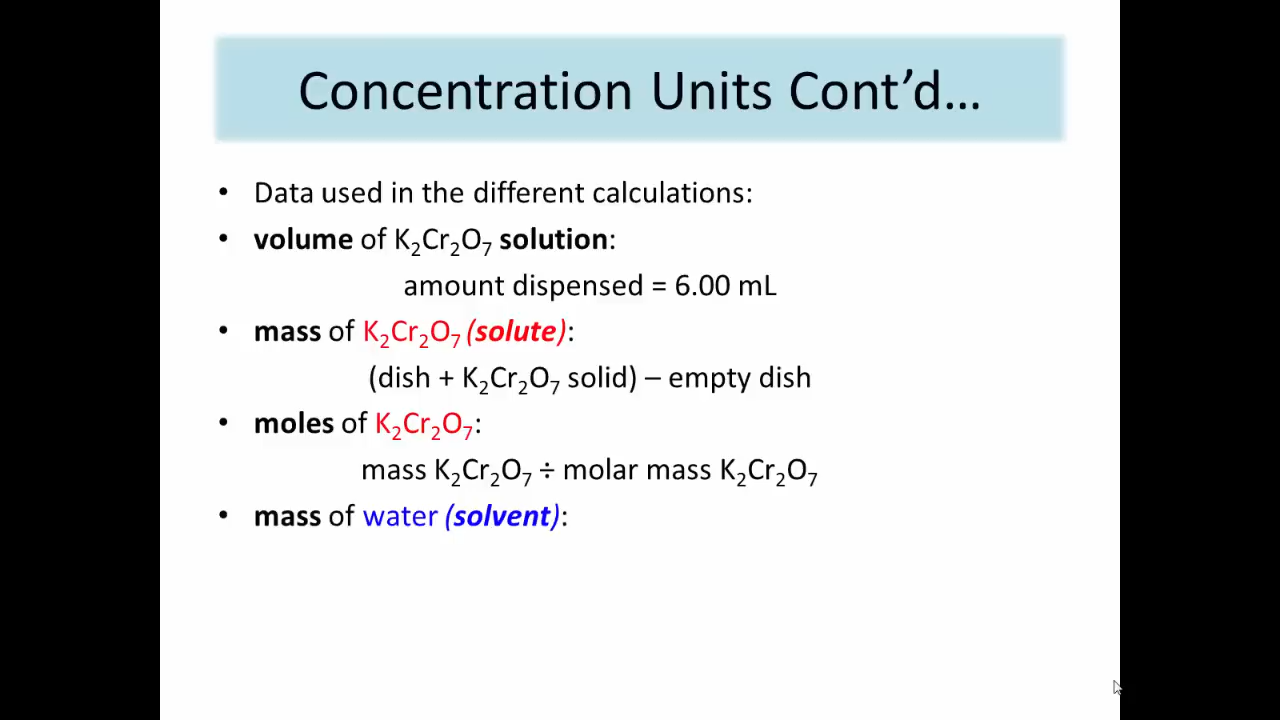 Concentration Units Cont’d…
• Data used in the different calculations:
• volume of K₂Cr₂O₇ solution:
amount dispensed = 6.00 mL
• mass of K₂Cr₂O₇ (solute):
(dish + K₂Cr₂O₇ solid) – empty dish
• moles of K₂Cr₂O₇:
mass K₂Cr₂O₇ ÷ molar mass K₂Cr₂O₇
• mass of water (solvent):